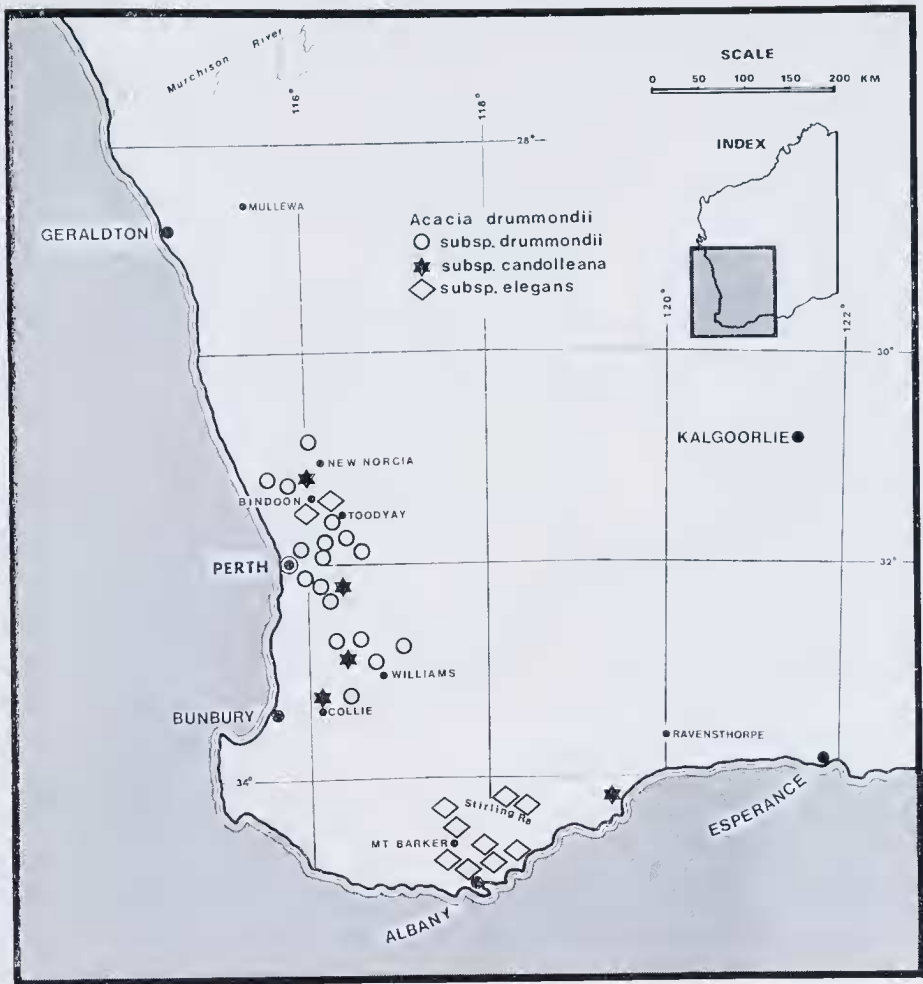 Murchison River
116°
118°
SCALE
0 50 100 150 200 KM
28°
INDEX
MULLEWA
GERALDTON
Acacia drummondii
subsp. drummondii
subsp. candolleana
subsp. elegans
120°
122°
30°
KALGOORLIE
NEW NORCIA
BINDOON
TOODYAY
PERTH
32°
WILLIAMS
COLLIE
BUNBURY
RAVENSTHORPE
34°
Stirling Ra
ESPERANCE
MT BARKER
ALBANY